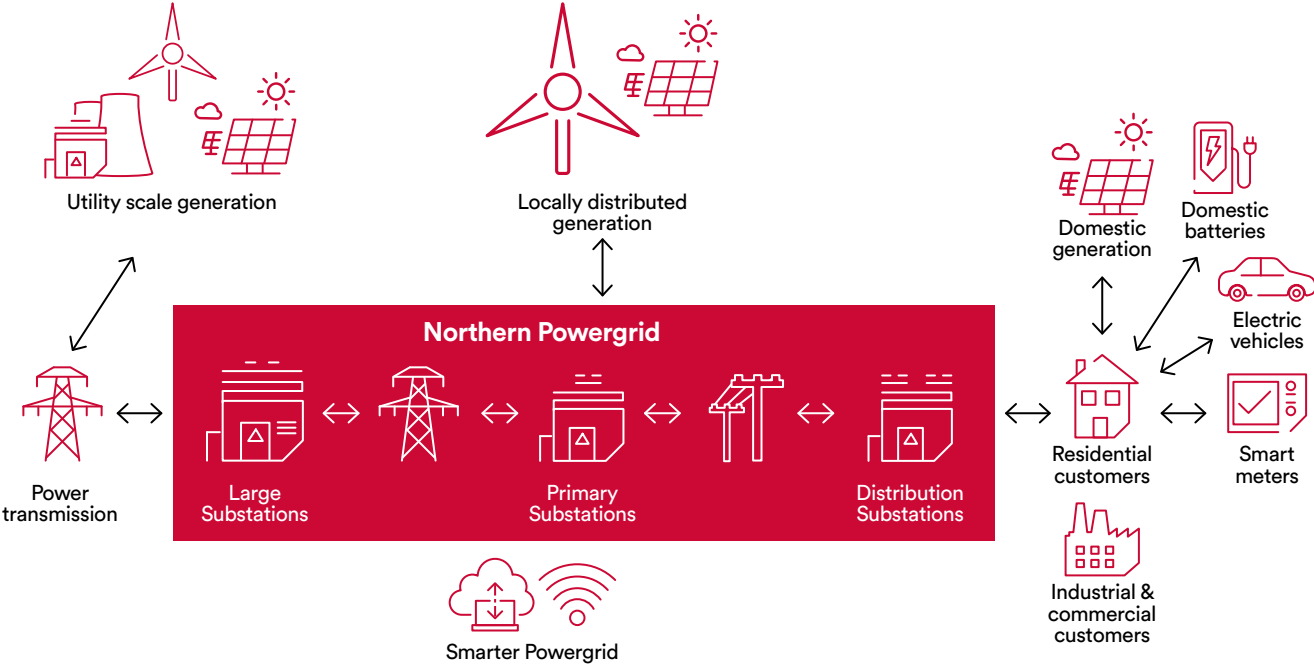 Utility scale generation
Locally distributed
generation
Domestic
generation
Domestic
batteries
Electric
vehicles
Northern Powergrid
Power
transmission
Large
Substations
Primary
Substations
Distribution
Substations
Residential
customers
Smart
meters
Industrial &
commercial
customers
Smarter Powergrid